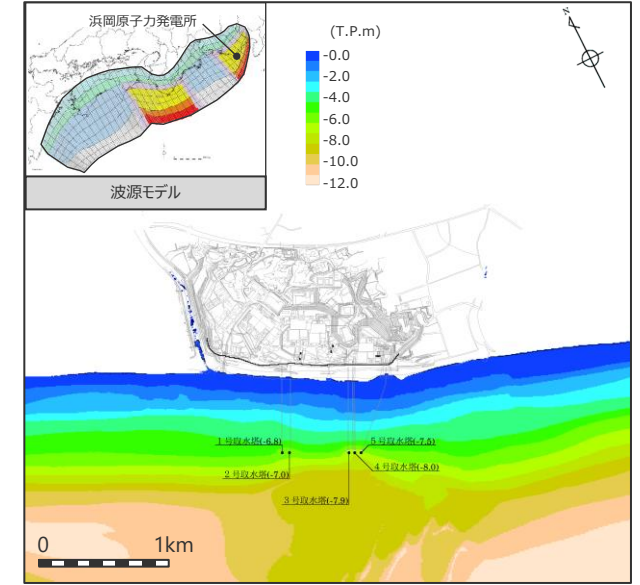 浜岡原子力発電所
波源モデル
(T.P.m)
-0.0
-2.0
-4.0
-6.0
-8.0
-10.0
-12.0
N
1号取水塔(-6.8)
5号取水塔(-7.5)
2号取水塔(-7.0)
4号取水塔(-8.0)
3号取水塔(-7.9)
0 1km